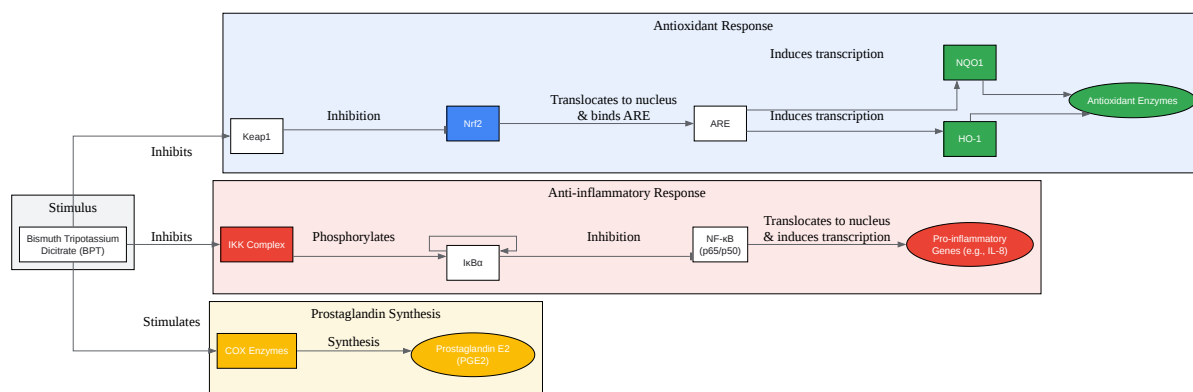 Antioxidant Response
Induces transcription
NQO1
Antioxidant Enzymes
Translocates to nucleus
& binds ARE
Inhibition
Induces transcription
Keap1
Nrf2
ARE
HO-1
Inhibits
Anti-inflammatory Response
Stimulus
Bismuth Tripotassium
Dicitrate (BPT)
Inhibits
IKK Complex
Phosphorylates
IκBα
Inhibition
NF-κB
(p65/p50)
Translocates to nucleus
& induces transcription
Pro-inflammatory
Genes (e.g., IL-8)
Stimulates
Prostaglandin Synthesis
COX Enzymes
Synthesis
Prostaglandin E2
(PGE2)